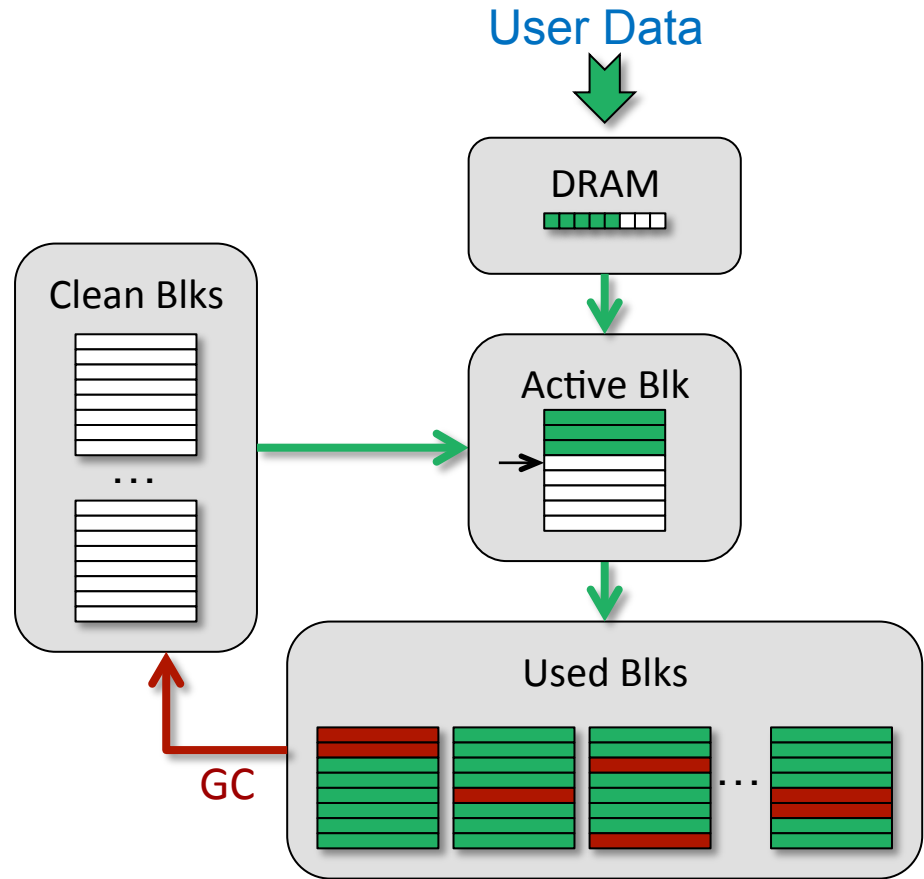 User Data
DRAM
Clean Blks
...
Active Blk
Used Blks
...
GC